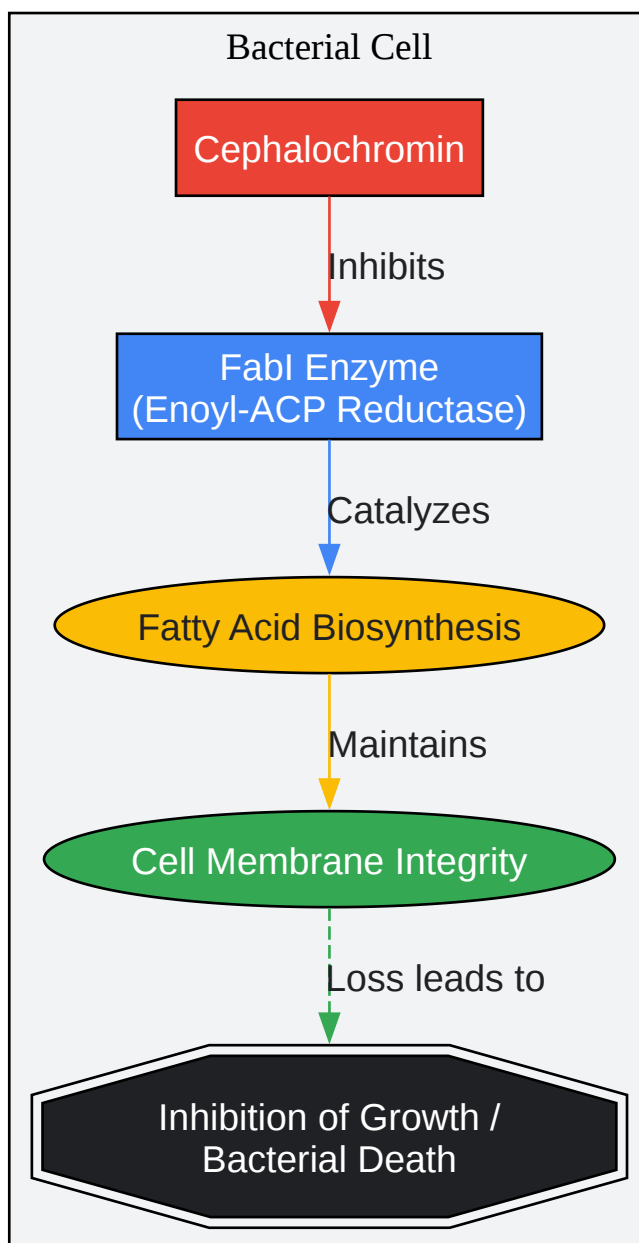 Bacterial Cell
Cephalochromin
Inhibits
FabI Enzyme
(Enoyl-ACP Reductase)
Catalyzes
Fatty Acid Biosynthesis
Maintains
Cell Membrane Integrity
Loss leads to
Inhibition of Growth /
Bacterial Death